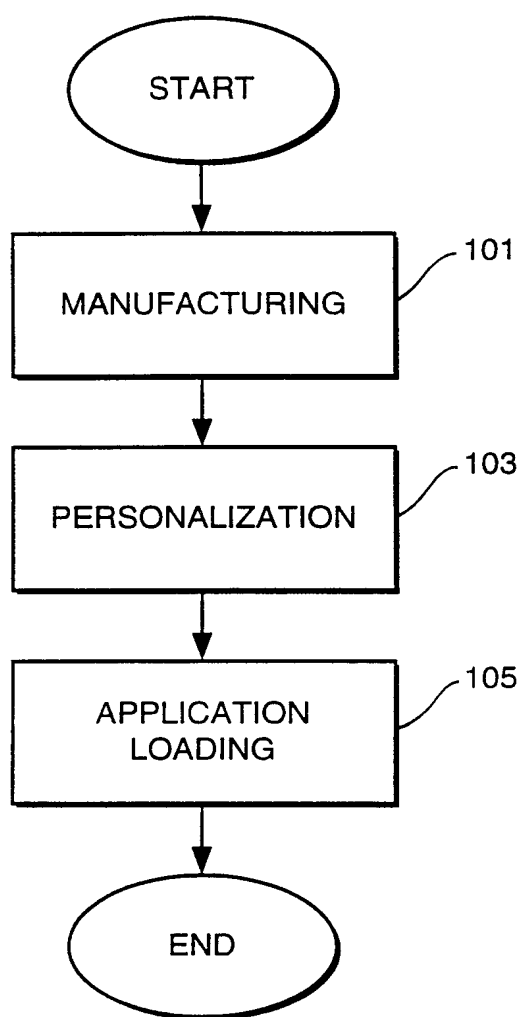 START
MANUFACTURING
101
PERSONALIZATION
103
APPLICATION
LOADING
105
END